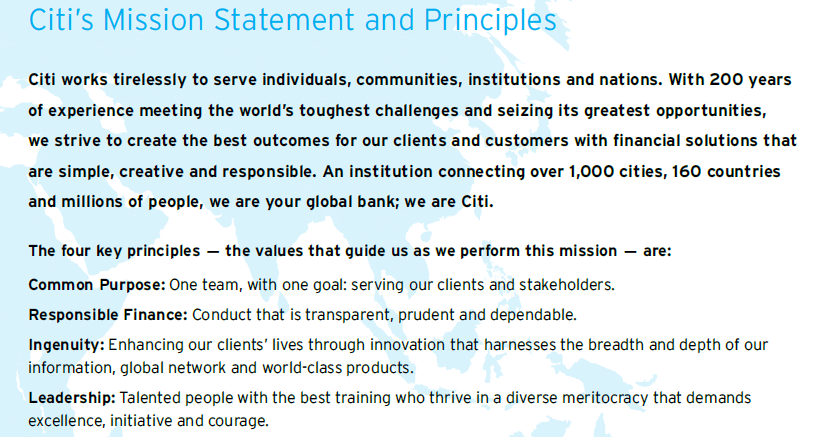 Citi's Mission Statement and Principles
Citi works tirelessly to serve individuals, communities, institutions and nations. With 200 years
of experience meeting the world's toughest challenges and seizing its greatest opportunities,
we strive to create the best outcomes for our clients and customers with financial solutions that
are simple, creative and responsible. An institution connecting over 1,000 cities, 160 countries
and millions of people, we are your global bank; we are Citi.
The four key principles — the values that guide us as we perform this mission — are:
Common Purpose: One team, with one goal: serving our clients and stakeholders.
Responsible Finance: Conduct that is transparent, prudent and dependable.
Ingenuity: Enhancing our clients' lives through innovation that harnesses the breadth and depth of our
information, global network and world-class products.
Leadership: Talented people with the best training who thrive in a diverse meritocracy that demands
excellence, initiative and courage.